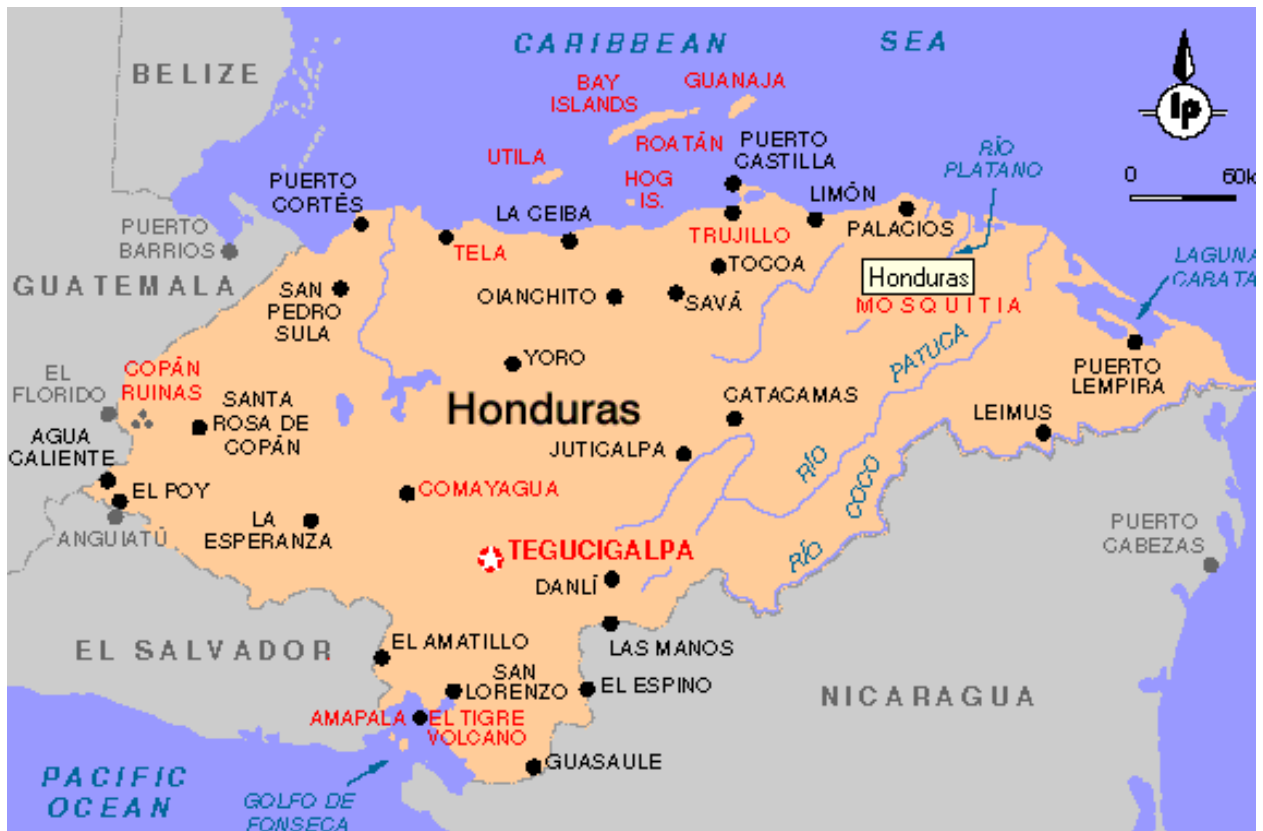 CARIBBEAN SEA
BELIZE
BAY
ISLANDS
GUANAJA
lp
ROATÁN
PUERTO
CASTILLA
RÍO
PLATANO
UTILA
HOG
IS.
0 60k
PUERTO
CORTÉS
LA CEIBA
LIMÓN
PALACIOS
PUERTO
BARRIOS
TELA
TRUJILLO
TOCOA
LAGUNA
CARATA
GUATEMALA
SAN
PEDRO
SULA
OIANCHITO
SAVÁ
Honduras
MOSQUITIA
YORO
PATUCA
PUERTO
LEMPIRA
EL
FLORIDO
COPÁN
RUINAS
SANTA
ROSA DE
COPÁN
Honduras
CATACAMAS
LEIMUS
AGUA
CALIENTE
JUTICALPA
RÍO
COCO
RÍO
EL POY
COMAYAGUA
ANGUIATÚ
LA
ESPERANZA
TEGUCIGALPA
DANLÍ
PUERTO
CABEZAS
EL SALVADOR
EL AMATILLO
LAS MANOS
SAN
LORENZO
EL ESPINO
NICARAGUA
AMAPALA
EL TIGRE
VOLCANO
GUASAULE
PACIFIC
OCEAN
GOLFO DE
FONSECA